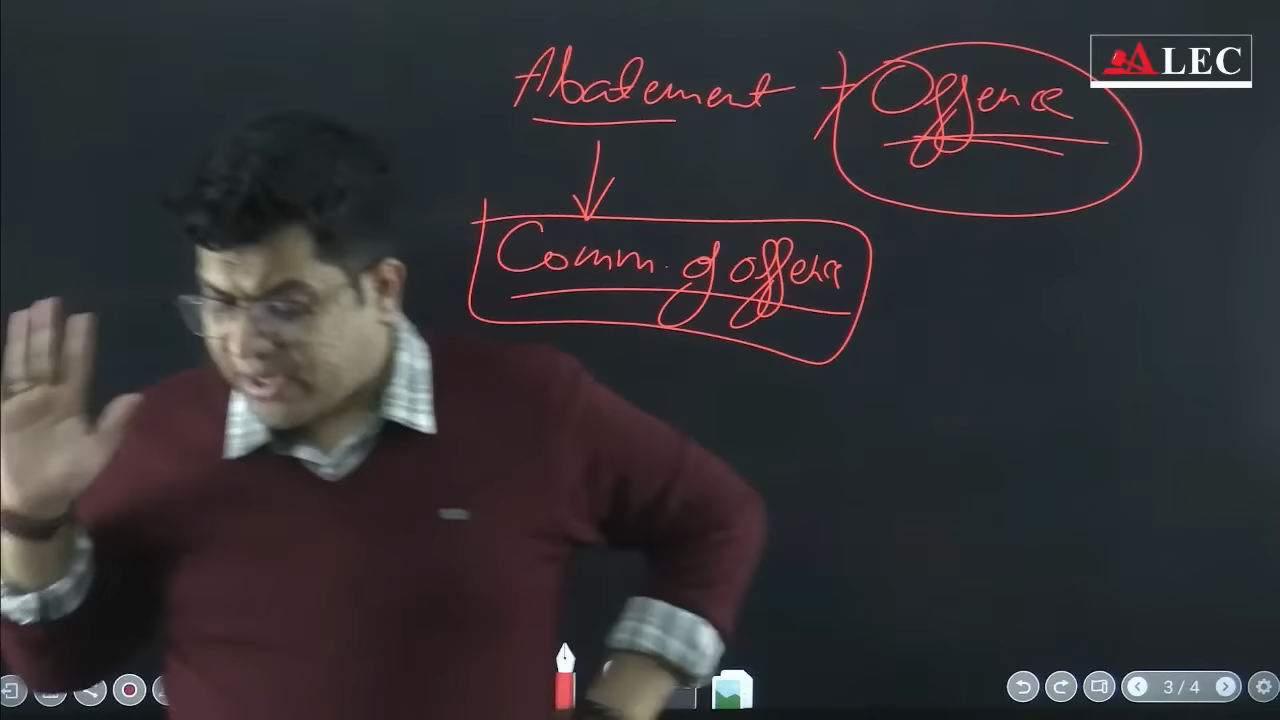 ALEC
Abatement + Offence
Comm. of offence
3 / 4